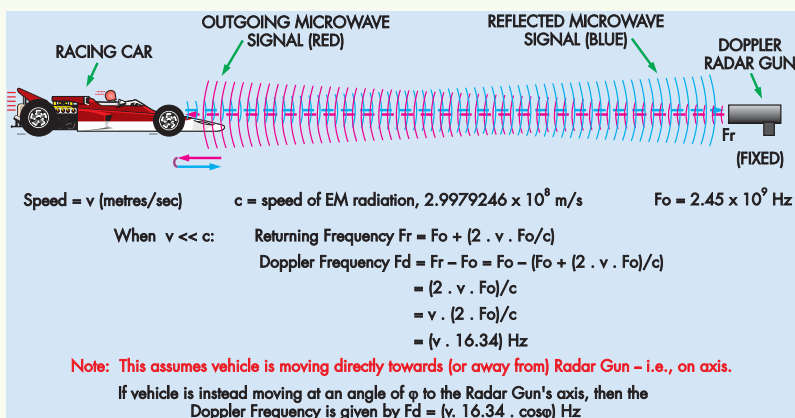 OUTGOING MICROWAVE
SIGNAL (RED)
REFLECTED MICROWAVE
SIGNAL (BLUE)
RACING CAR
DOPPLER
RADAR GUN
Fr
(FIXED)
Speed = v (metres/sec) c = speed of EM radiation, 2.9979246 x 10⁸ m/s Fo = 2.45 x 10⁹ Hz
When v << c: Returning Frequency Fr = Fo + (2 . v . Fo/c)
Doppler Frequency Fd = Fr – Fo = Fo – (Fo + (2 . v . Fo)/c)
= (2 . v . Fo)/c
= v . (2 . Fo)/c
= (v . 16.34) Hz
Note: This assumes vehicle is moving directly towards (or away from) Radar Gun – i.e., on axis.
If vehicle is instead moving at an angle of φ to the Radar Gun's axis, then the
Doppler Frequency is given by Fd = (v. 16.34 . cosφ) Hz